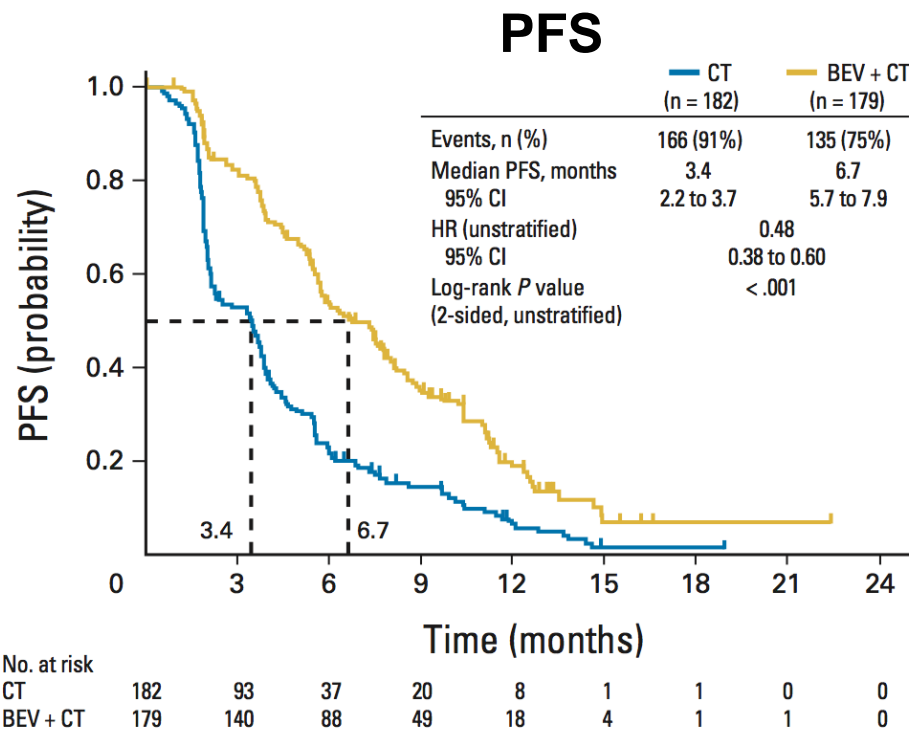 PFS
CT BEV + CT
(n = 182) (n = 179)
Events, n (%) 166 (91%) 135 (75%)
Median PFS, months 3.4 6.7
95% CI 2.2 to 3.7 5.7 to 7.9
HR (unstratified) 0.48
95% CI 0.38 to 0.60
Log-rank P value < .001
(2-sided, unstratified)
PFS (probability)
1.0
0.8
0.6
0.4
0.2
3.4 6.7
0 3 6 9 12 15 18 21 24
Time (months)
No. at risk
CT 182 93 37 20 8 1 1 0 0
BEV + CT 179 140 88 49 18 4 1 1 0